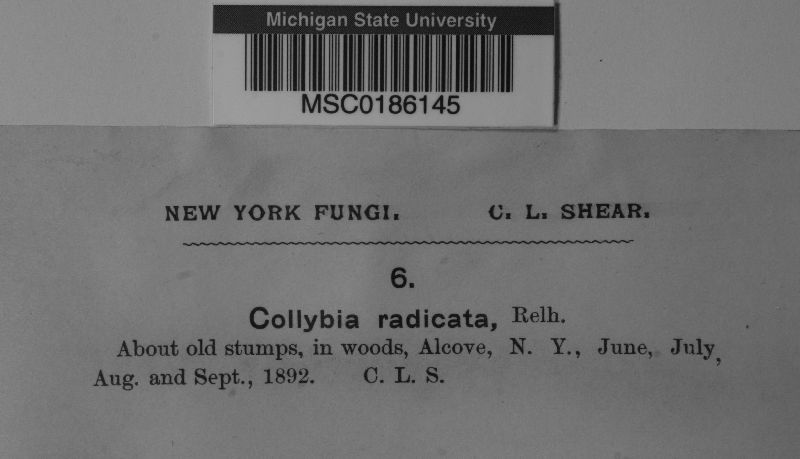 Michigan State University
MSC0186145
NEW YORK FUNGI. C. L. SHEAR.
6.
Collybia radicata, Relh.
About old stumps, in woods, Alcove, N. Y., June, July,
Aug. and Sept., 1892. C. L. S.